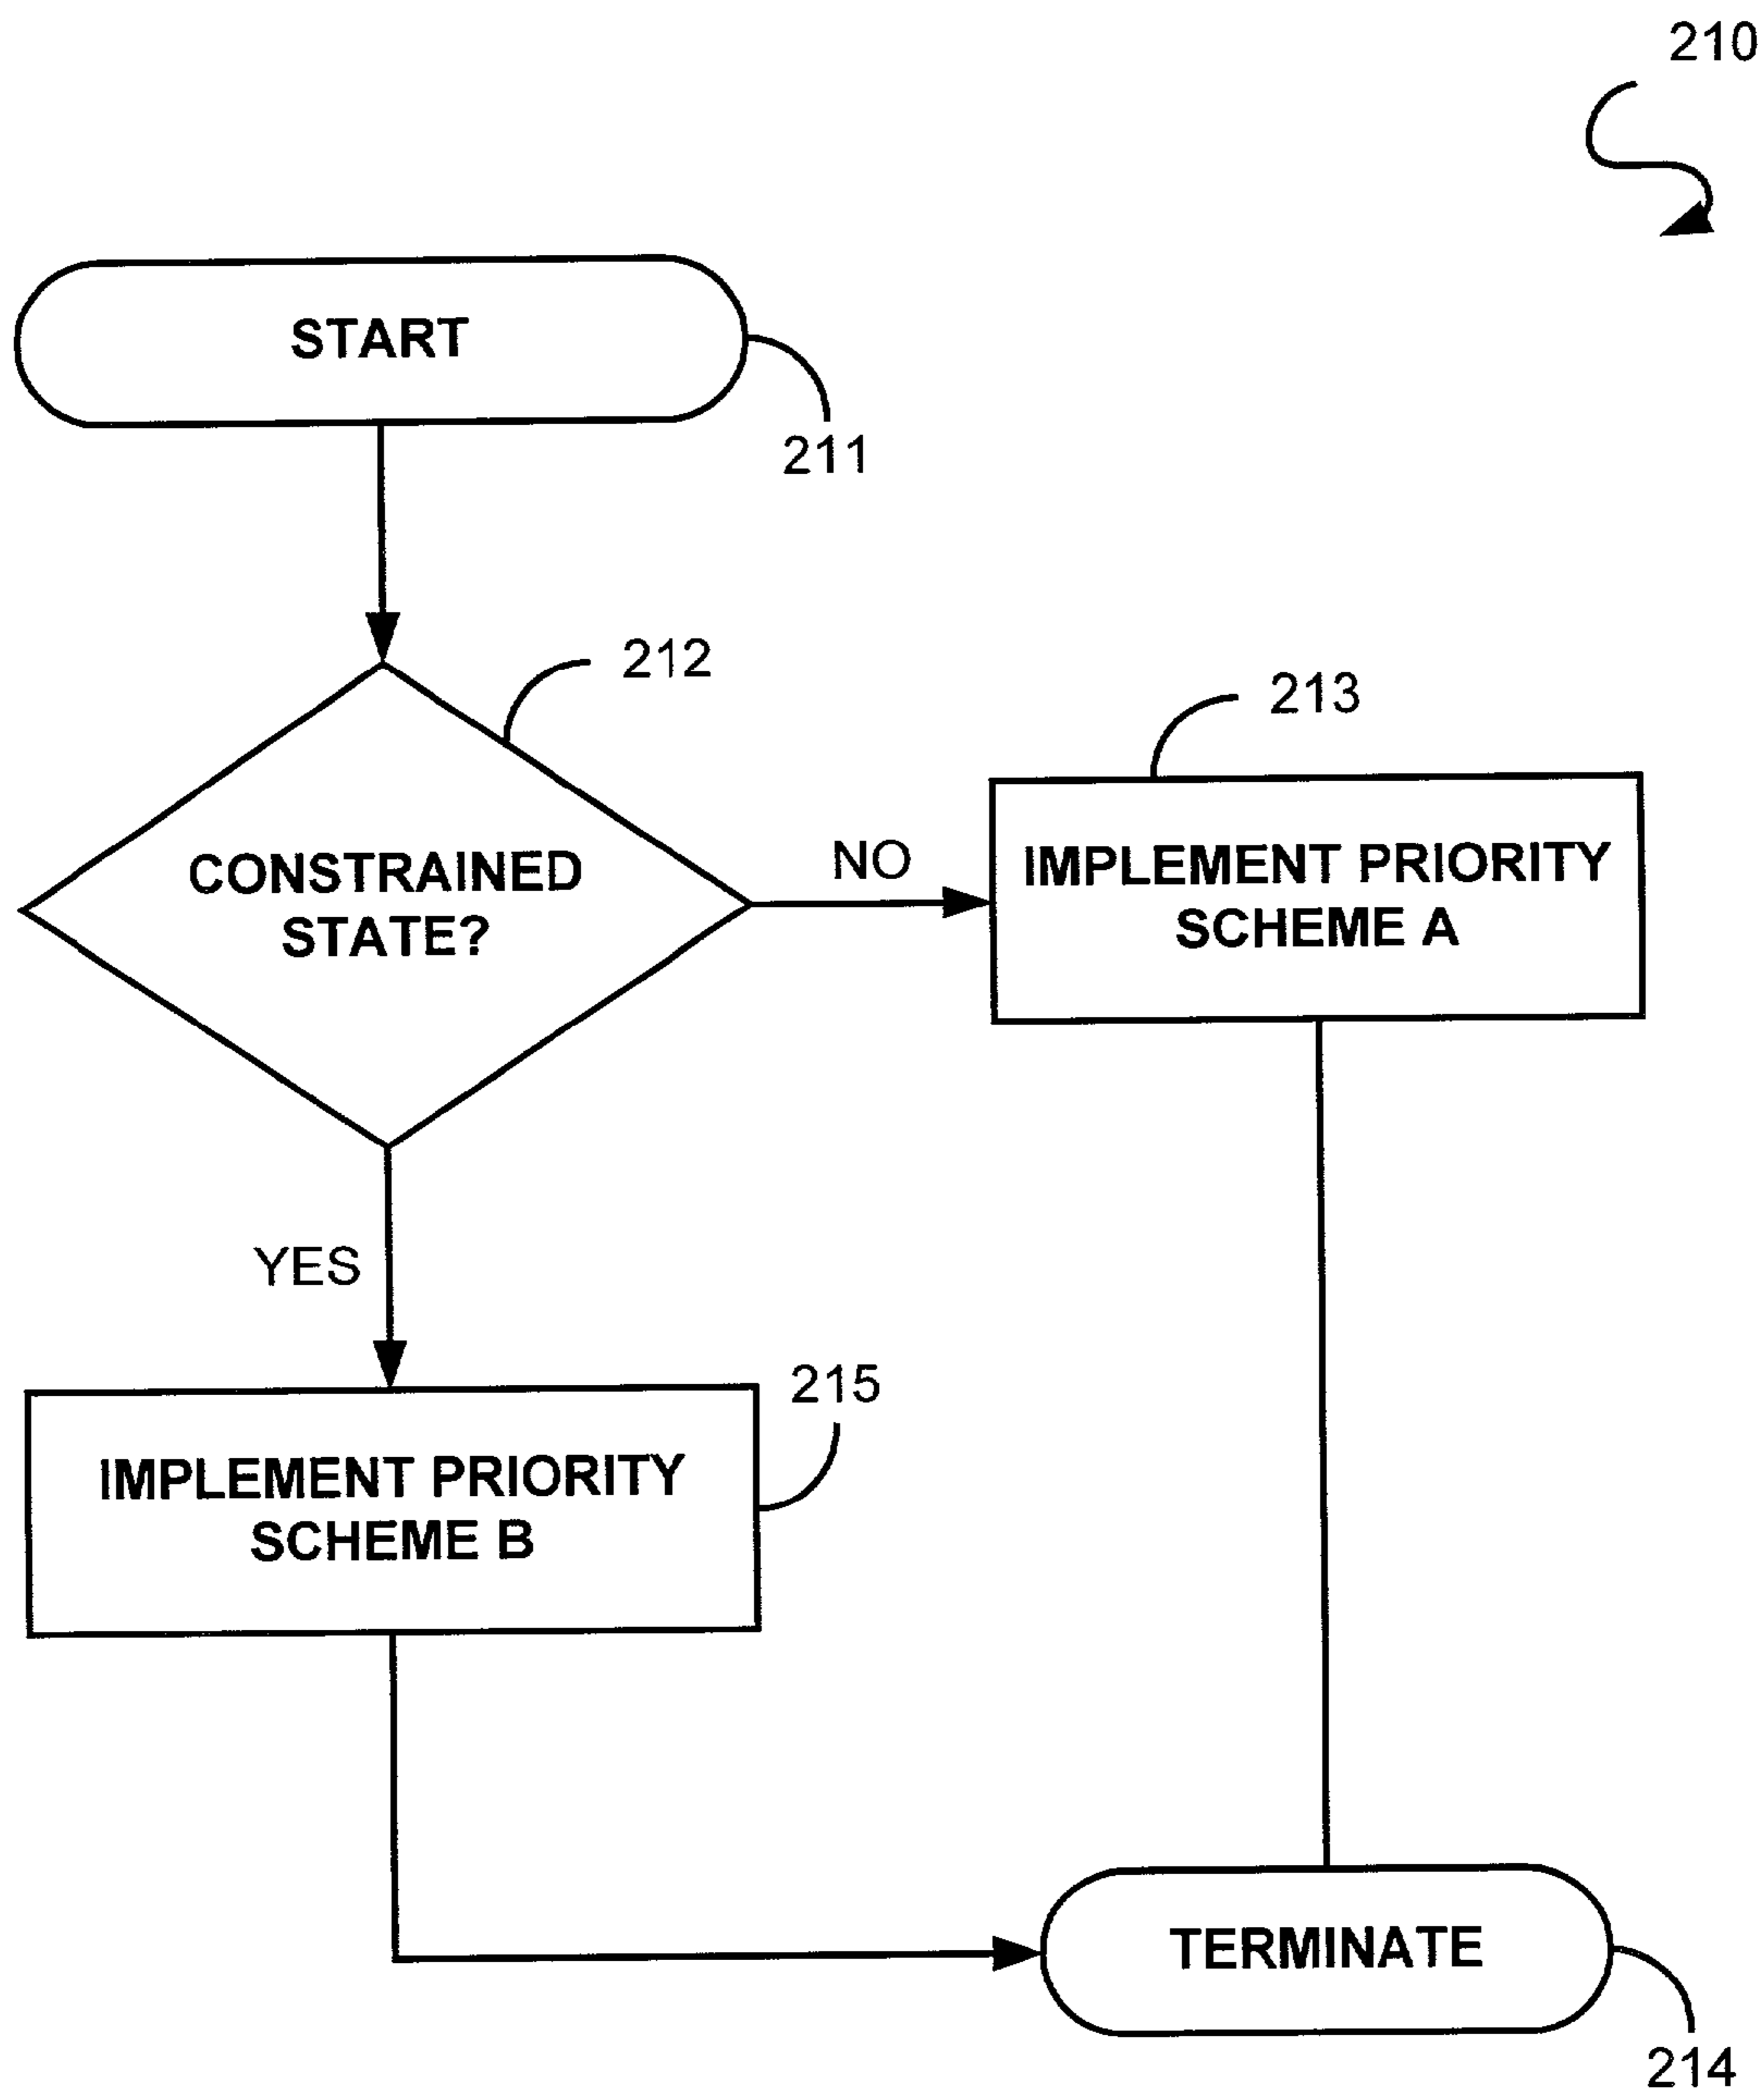 210
START
211
212
213
CONSTRAINED
STATE?
NO
IMPLEMENT PRIORITY
SCHEME A
YES
215
IMPLEMENT PRIORITY
SCHEME B
TERMINATE
214